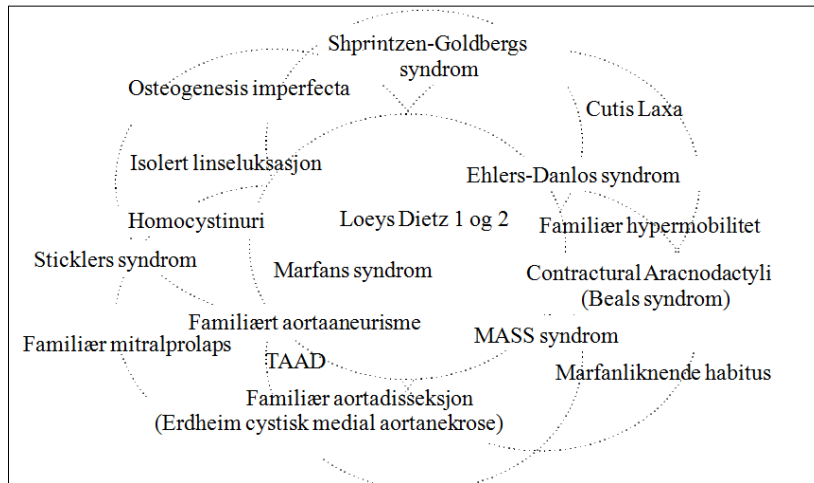 Shprintzen-Goldbergs
syndrom
Osteogenesis imperfecta
Cutis Laxa
Isolert linseluksasjon
Ehlers-Danlos syndrom
Homocystinuri
Loeys Dietz 1 og 2
Familiær hypermobilitet
Sticklers syndrom
Marfans syndrom
Contractural Aracnodactyli
(Beals syndrom)
Familiært aortaaneurisme
MASS syndrom
Familiær mitralprolaps
TAAD
Marfanliknende habitus
Familiær aortadisseksjon
(Erdheim cystisk medial aortanekrose)